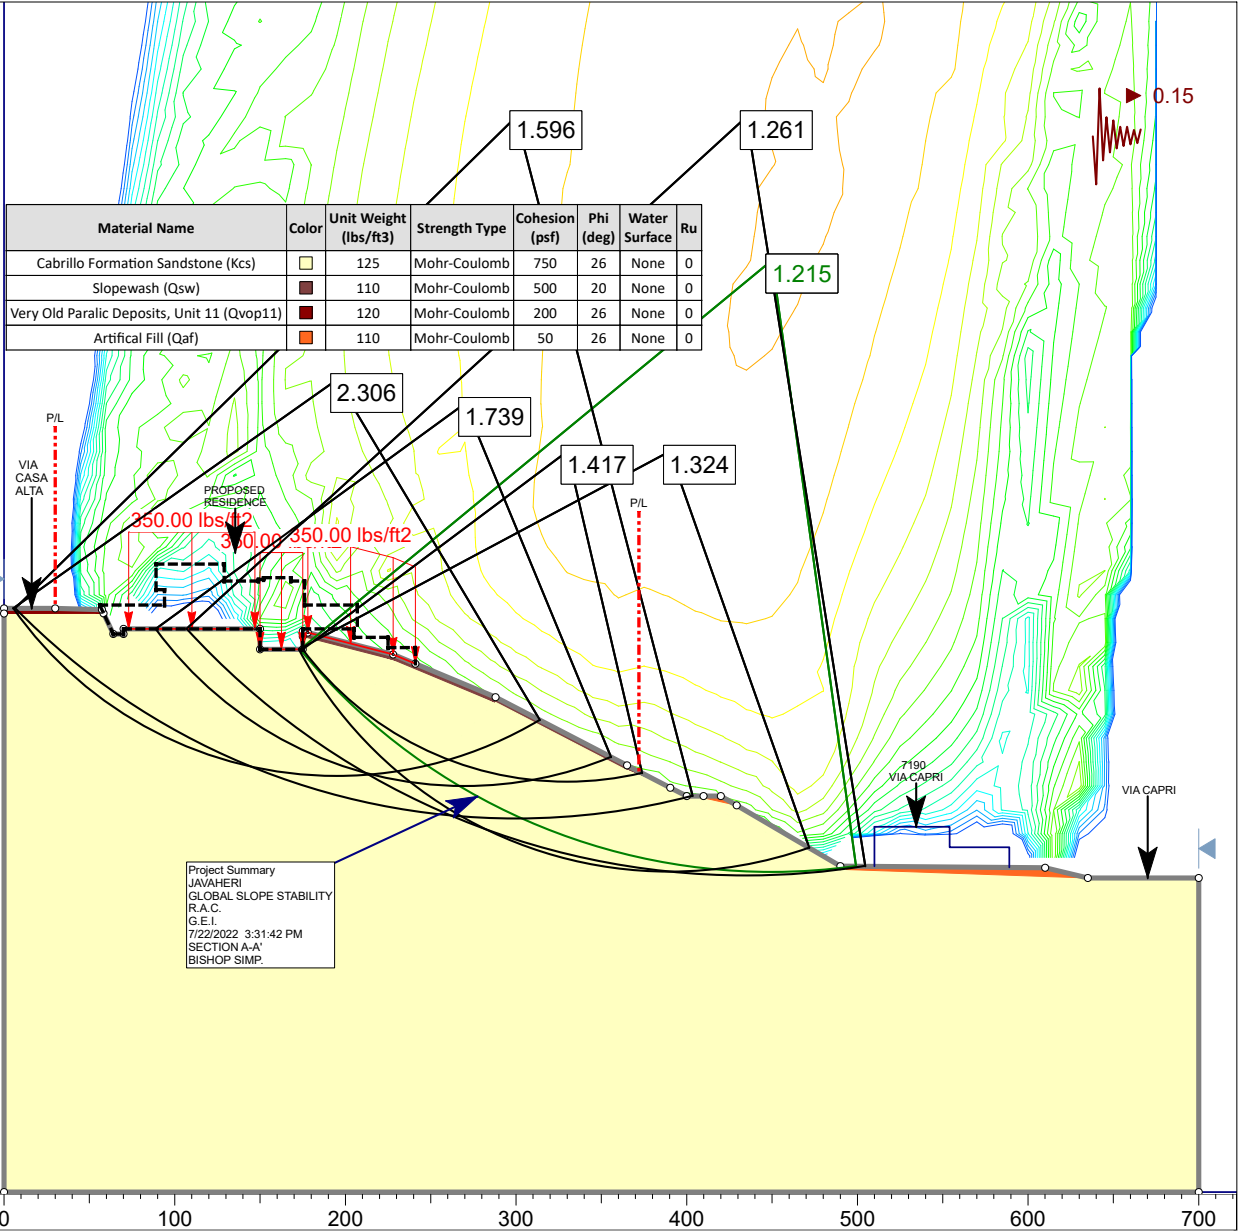 0.15
1.596
1.261
1.215
Material Name Color Unit Weight (lbs/ft3) Strength Type Cohesion (psf) Phi (deg) Water Surface Ru
Cabrillo Formation Sandstone (Kcs) 125 Mohr-Coulomb 750 26 None 0
Slopewash (Qsw) 110 Mohr-Coulomb 500 20 None 0
Very Old Paralic Deposits, Unit 11 (Qvop11) 120 Mohr-Coulomb 200 26 None 0
Artifical Fill (Qaf) 110 Mohr-Coulomb 50 26 None 0
2.306
1.739
1.417
1.324
P/L
VIA
CASA
ALTA
PROPOSED
RESIDENCE
P/L
350.00 lbs/ft2
350.00 lbs/ft2
7190
VIA CAPRI
VIA CAPRI
Project Summary
JAVAHERI
GLOBAL SLOPE STABILITY
R.A.C.
G.E.I.
7/22/2022 3:31:42 PM
SECTION A-A'
BISHOP SIMP.
0 100 200 300 400 500 600 700